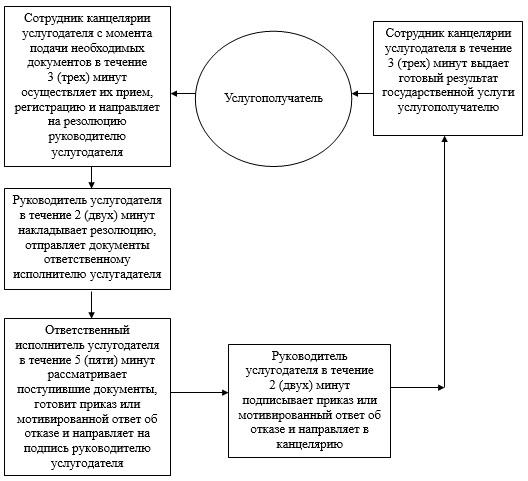 Сотрудник канцелярии
услугодателя с момента
подачи необходимых
документов в течение
3 (трех) минут
осуществляет их прием,
регистрацию и направляет
на резолюцию
руководителю
услугодателя
Услугополучатель
Сотрудник канцелярии
услугодателя в течение
3 (трех) минут выдает
готовый результат
государственной услуги
услугополучателю
Руководитель услугодателя
в течение 2 (двух) минут
накладывает резолюцию,
отправляет документы
ответственному
исполнителю услугадателя
Ответственный
исполнитель услугодателя
в течение 5 (пяти) минут
рассматривает
поступившие документы,
готовит приказ или
мотивированной ответ об
отказе и направляет на
подпись руководителю
услугодателя
Руководитель
услугодателя в течение
2 (двух) минут
подписывает приказ или
мотивированный ответ об
отказе и направляет в
канцелярию